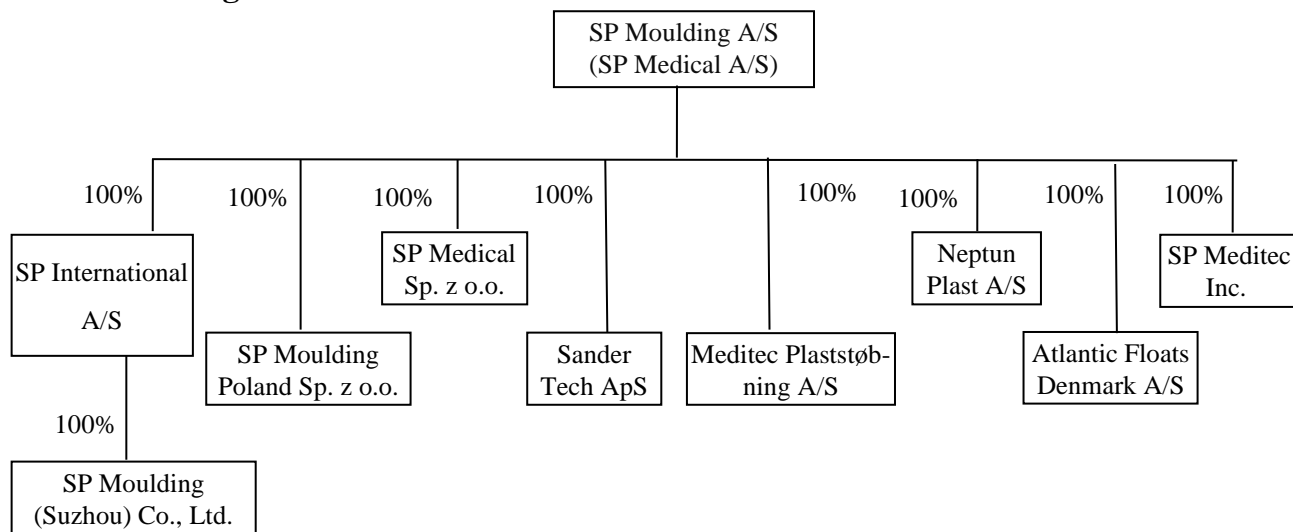 SP Moulding A/S
(SP Medical A/S)
100%
100%
100%
100%
100%
100%
100%
100%
SP International
A/S
SP Medical
Sp. z o.o.
Neptun
Plast A/S
SP Meditec
Inc.
SP Moulding
Poland Sp. z o.o.
Sander
Tech ApS
Meditec Plaststøb-
ning A/S
Atlantic Floats
Denmark A/S
100%
SP Moulding
(Suzhou) Co., Ltd.